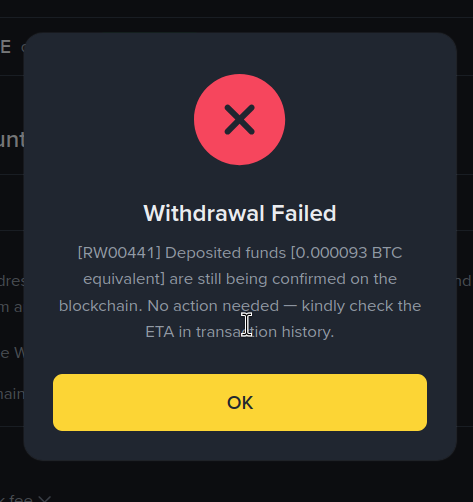 E
unt
Withdrawal Failed
[RW00441] Deposited funds [0.000093 BTC
equivalent] are still being confirmed on the
blockchain. No action needed — kindly check the
ETA in transaction history.
OK